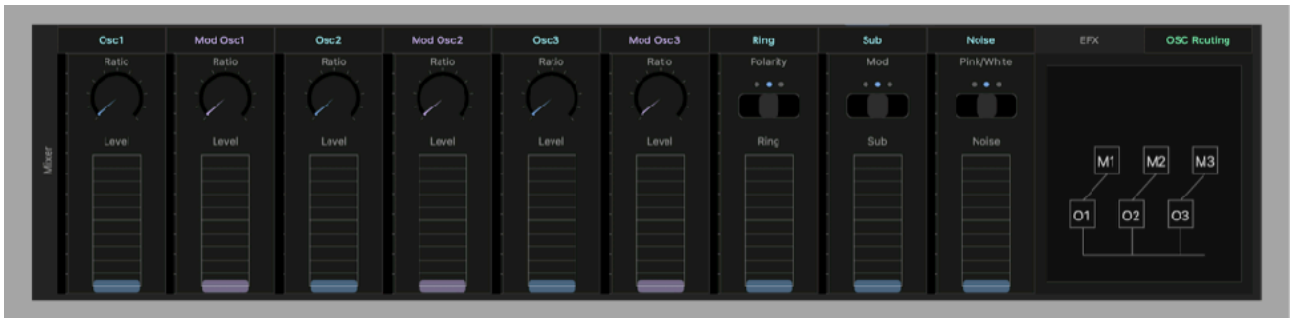 Osc1 Mod Osc1 Osc2 Mod Osc2 Osc3 Mod Osc3 Ring Sub Noise EFX OSC Routing
Ratio Ratio Ratio Ratio Ratio Ratio Polarity Mod Pink/White
Level Level Level Level Level Level Ring Sub Noise
Mixer
M1 M2 M3
O1 O2 O3